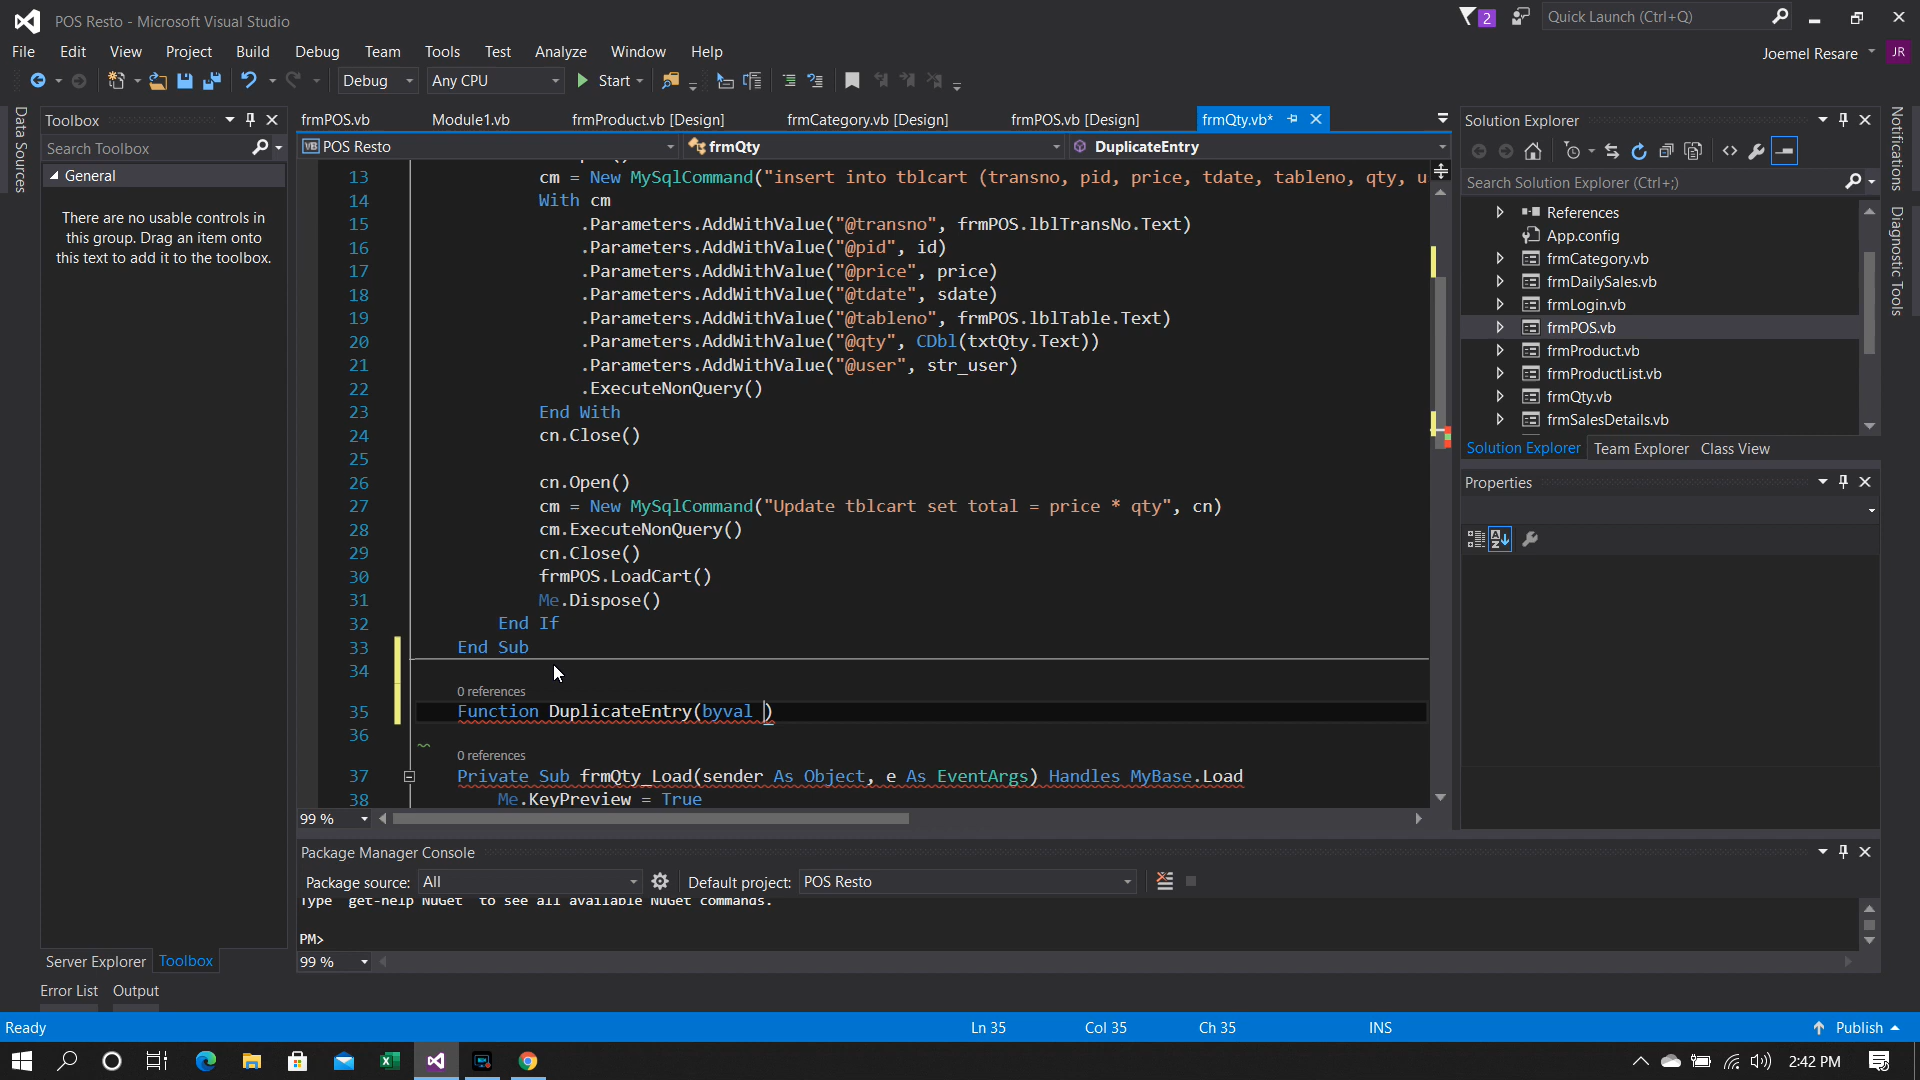 POS Resto - Microsoft Visual Studio
2
Quick Launch (Ctrl+Q)
File Edit View Project Build Debug Team Tools Test Analyze Window Help
Joemel Resare JR
Debug Any CPU Start
Data Sources
Toolbox
Search Toolbox
General
There are no usable controls in
this group. Drag an item onto
this text to add it to the toolbox.
Server Explorer Toolbox
frmPOS.vb Module1.vb frmProduct.vb [Design] frmCategory.vb [Design] frmPOS.vb [Design] frmQty.vb*
VB POS Resto frmQty DuplicateEntry
13 cm = New MySqlCommand("insert into tblcart (transno, pid, price, tdate, tableno, qty, u
14 With cm
15 .Parameters.AddWithValue("@transno", frmPOS.lblTransNo.Text)
16 .Parameters.AddWithValue("@pid", id)
17 .Parameters.AddWithValue("@price", price)
18 .Parameters.AddWithValue("@tdate", sdate)
19 .Parameters.AddWithValue("@tableno", frmPOS.lblTable.Text)
20 .Parameters.AddWithValue("@qty", CDbl(txtQty.Text))
21 .Parameters.AddWithValue("@user", str_user)
22 .ExecuteNonQuery()
23 End With
24 cn.Close()
25
26 cn.Open()
27 cm = New MySqlCommand("Update tblcart set total = price * qty", cn)
28 cm.ExecuteNonQuery()
29 cn.Close()
30 frmPOS.LoadCart()
31 Me.Dispose()
32 End If
33 End Sub
34
0 references
35 Function DuplicateEntry(byval )
36
0 references
37 Private Sub frmQty_Load(sender As Object, e As EventArgs) Handles MyBase.Load
38 Me.KeyPreview = True
99 %
Package Manager Console
Package source: All Default project: POS Resto
Type 'get-help NuGet' to see all available NuGet commands.
PM>
99 %
Solution Explorer
Search Solution Explorer (Ctrl+;)
References
App.config
frmCategory.vb
frmDailySales.vb
frmLogin.vb
frmPOS.vb
frmProduct.vb
frmProductList.vb
frmQty.vb
frmSalesDetails.vb
Solution Explorer Team Explorer Class View
Properties
Notifications
Diagnostic Tools
Error List Output
Ready Ln 35 Col 35 Ch 35 INS Publish
2:42 PM